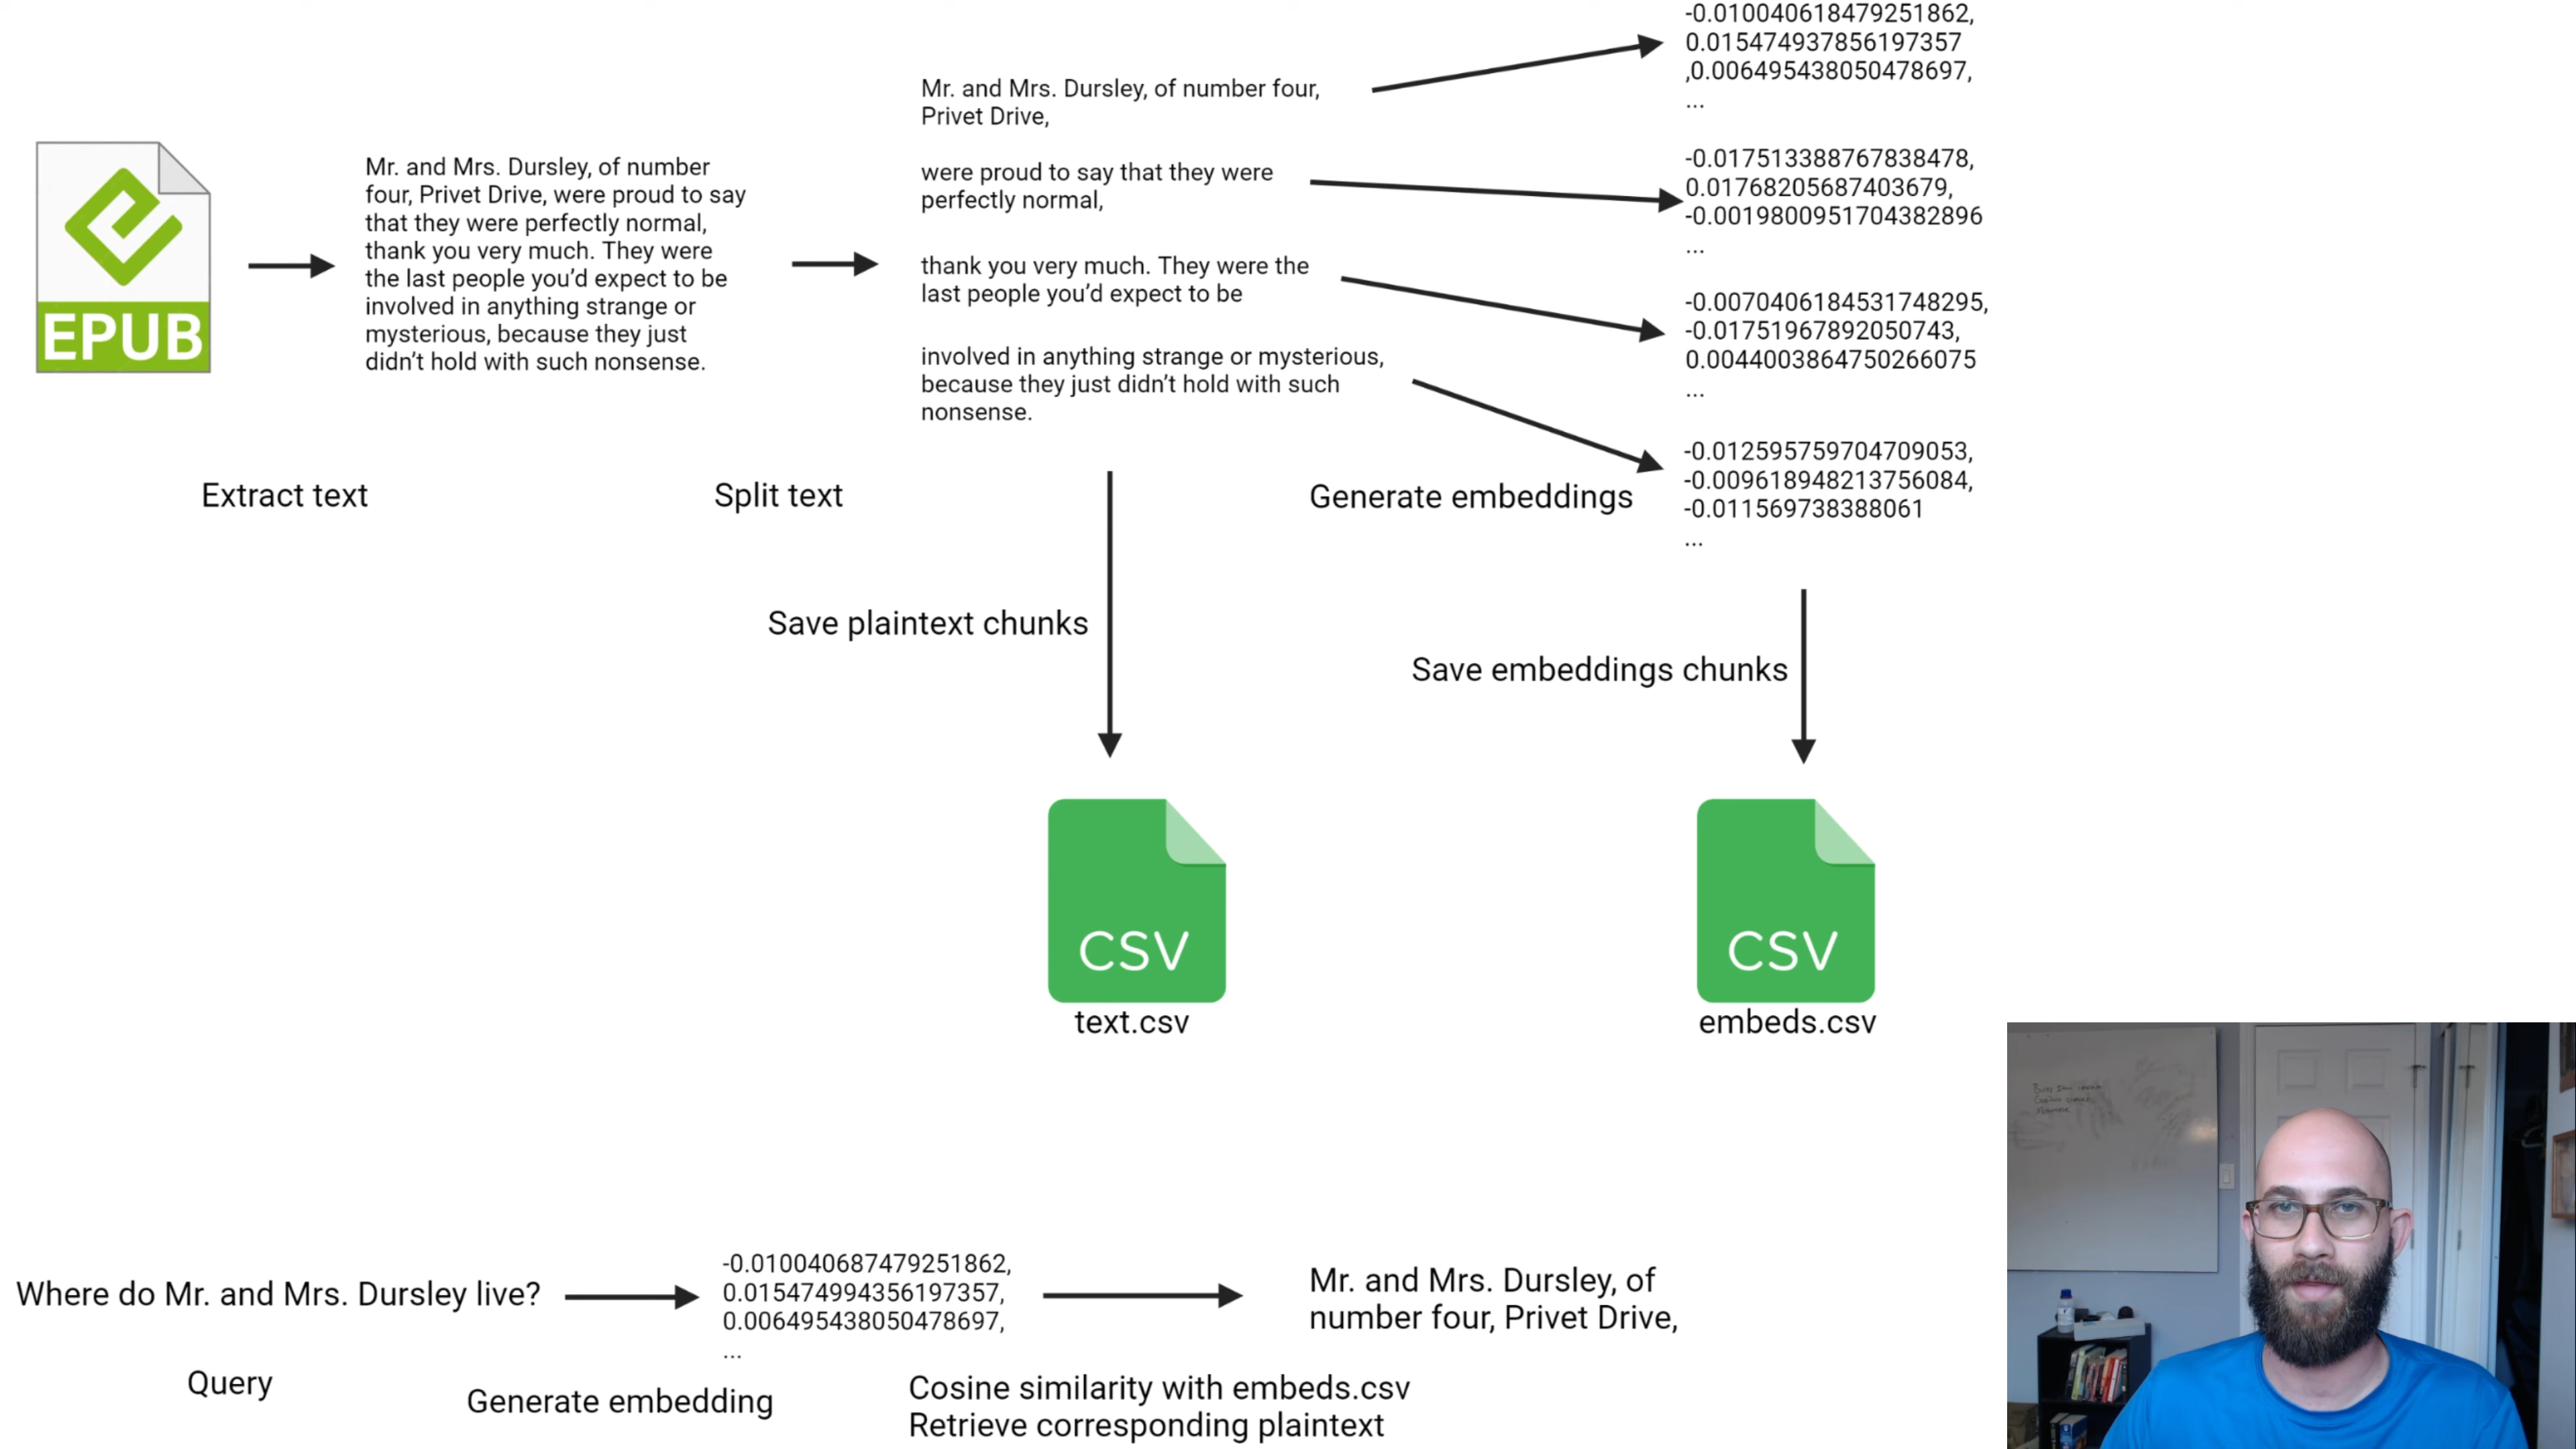 EPUB
Mr. and Mrs. Dursley, of number
four, Privet Drive, were proud to say
that they were perfectly normal,
thank you very much. They were
the last people you’d expect to be
involved in anything strange or
mysterious, because they just
didn’t hold with such nonsense.
Extract text
Split text
Mr. and Mrs. Dursley, of number four,
Privet Drive,
were proud to say that they were
perfectly normal,
thank you very much. They were the
last people you’d expect to be
involved in anything strange or mysterious,
because they just didn’t hold with such
nonsense.
Generate embeddings
-0.010040618479251862,
0.015474937856197357
,0.006495438050478697,
...
-0.017513388767838478,
0.01768205687403679,
-0.0019800951704382896
...
-0.0070406184531748295,
-0.01751967892050743,
0.0044003864750266075
...
-0.012595759704709053,
-0.009618948213756084,
-0.011569738388061
...
Save plaintext chunks
Save embeddings chunks
CSV
text.csv
CSV
embeds.csv
Where do Mr. and Mrs. Dursley live?
Query
-0.010040687479251862,
0.015474994356197357,
0.006495438050478697,
...
Generate embedding
Mr. and Mrs. Dursley, of
number four, Privet Drive,
Cosine similarity with embeds.csv
Retrieve corresponding plaintext